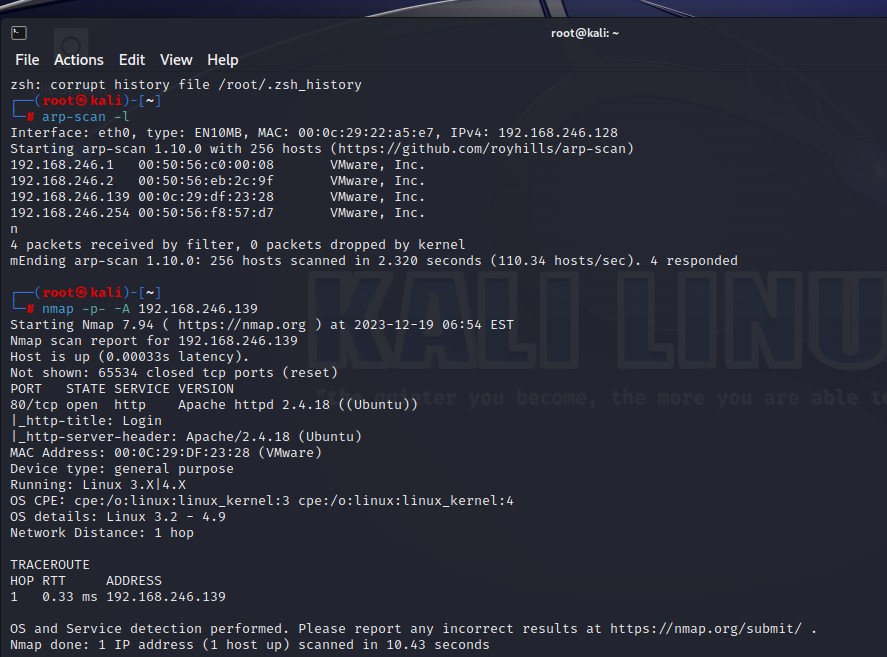 root@kali: ~
File Actions Edit View Help
zsh: corrupt history file /root/.zsh_history
┌──(root㉿kali)-[~]
└─# arp-scan -l
Interface: eth0, type: EN10MB, MAC: 00:0c:29:22:a5:e7, IPv4: 192.168.246.128
Starting arp-scan 1.10.0 with 256 hosts (https://github.com/royhills/arp-scan)
192.168.246.1   00:50:56:c0:00:08       VMware, Inc.
192.168.246.2   00:50:56:eb:2c:9f       VMware, Inc.
192.168.246.139 00:0c:29:df:23:28       VMware, Inc.
192.168.246.254 00:50:56:f8:57:d7       VMware, Inc.
n
4 packets received by filter, 0 packets dropped by kernel
mEnding arp-scan 1.10.0: 256 hosts scanned in 2.320 seconds (110.34 hosts/sec). 4 responded
┌──(root㉿kali)-[~]
└─# nmap -p- -A 192.168.246.139
Starting Nmap 7.94 ( https://nmap.org ) at 2023-12-19 06:54 EST
Nmap scan report for 192.168.246.139
Host is up (0.00033s latency).
Not shown: 65534 closed tcp ports (reset)
PORT   STATE SERVICE VERSION
80/tcp open  http    Apache httpd 2.4.18 ((Ubuntu))
|_http-title: Login
|_http-server-header: Apache/2.4.18 (Ubuntu)
MAC Address: 00:0C:29:DF:23:28 (VMware)
Device type: general purpose
Running: Linux 3.X|4.X
OS CPE: cpe:/o:linux:linux_kernel:3 cpe:/o:linux:linux_kernel:4
OS details: Linux 3.2 - 4.9
Network Distance: 1 hop
TRACEROUTE
HOP RTT     ADDRESS
1   0.33 ms 192.168.246.139
OS and Service detection performed. Please report any incorrect results at https://nmap.org/submit/ .
Nmap done: 1 IP address (1 host up) scanned in 10.43 seconds
KALI LINU
quieter you become, the more you are able